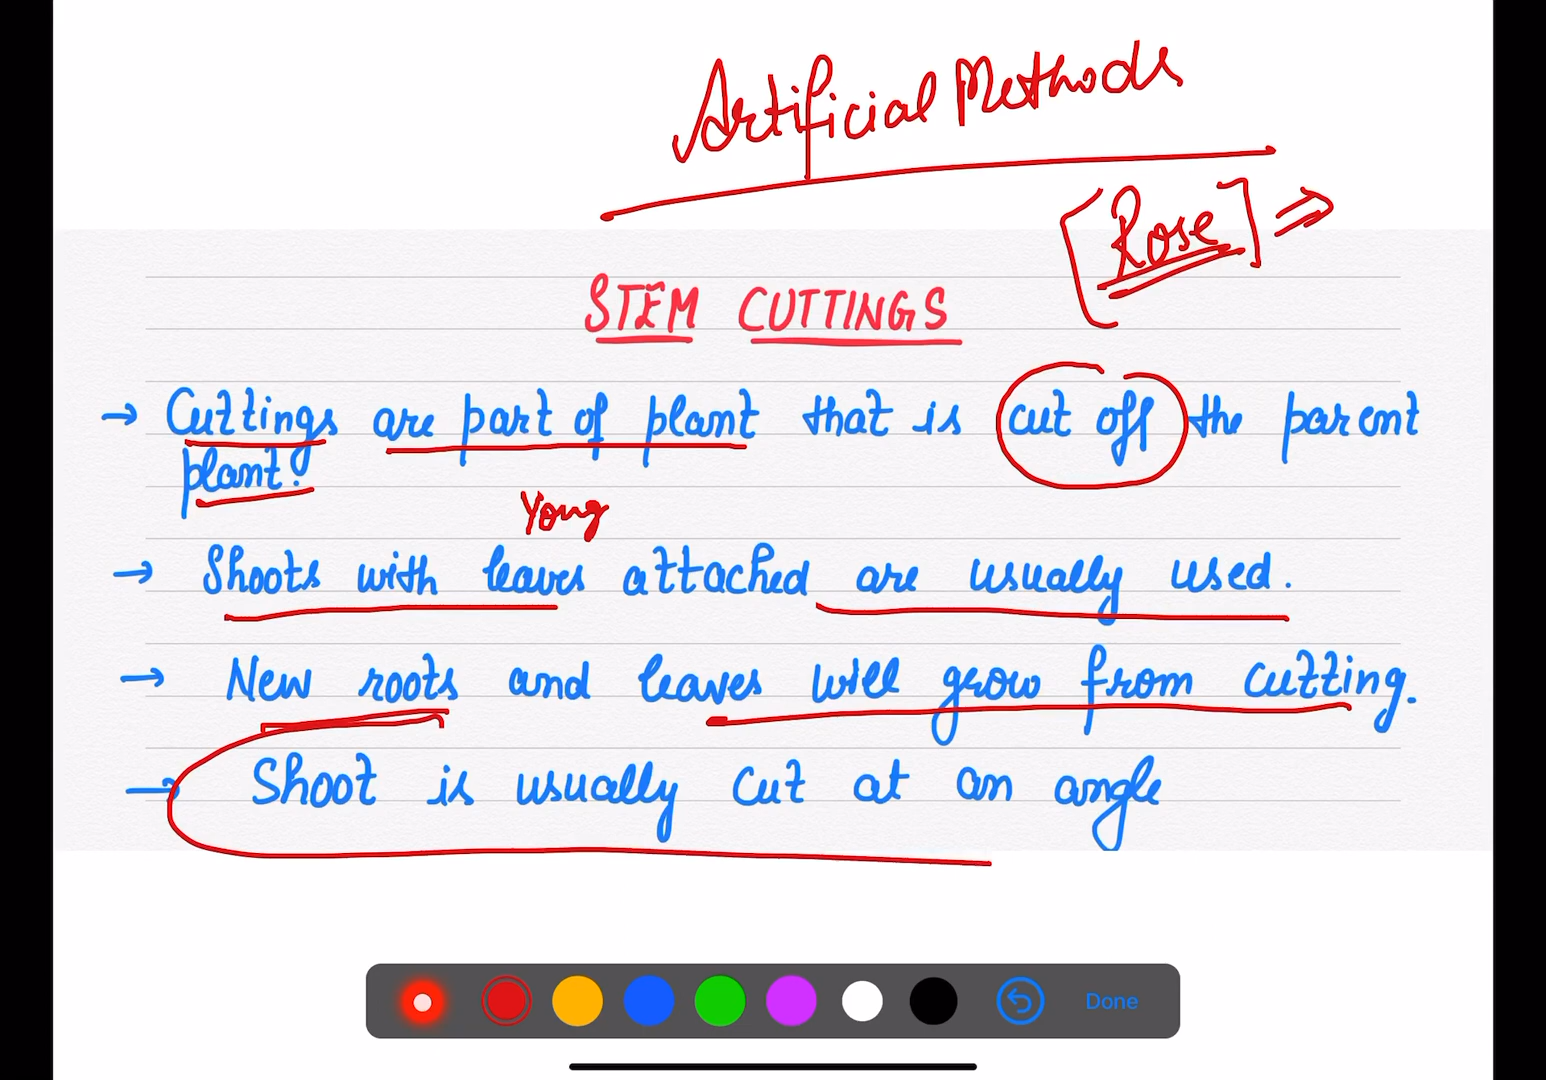 Artificial Methods
[Rose] ⇒
STEM CUTTINGS
→ Cuttings are part of plant that is cut off the parent
plant.
Young
→ Shoots with leaves attached are usually used.
→ New roots and leaves will grow from cutting.
→ Shoot is usually cut at an angle
Done